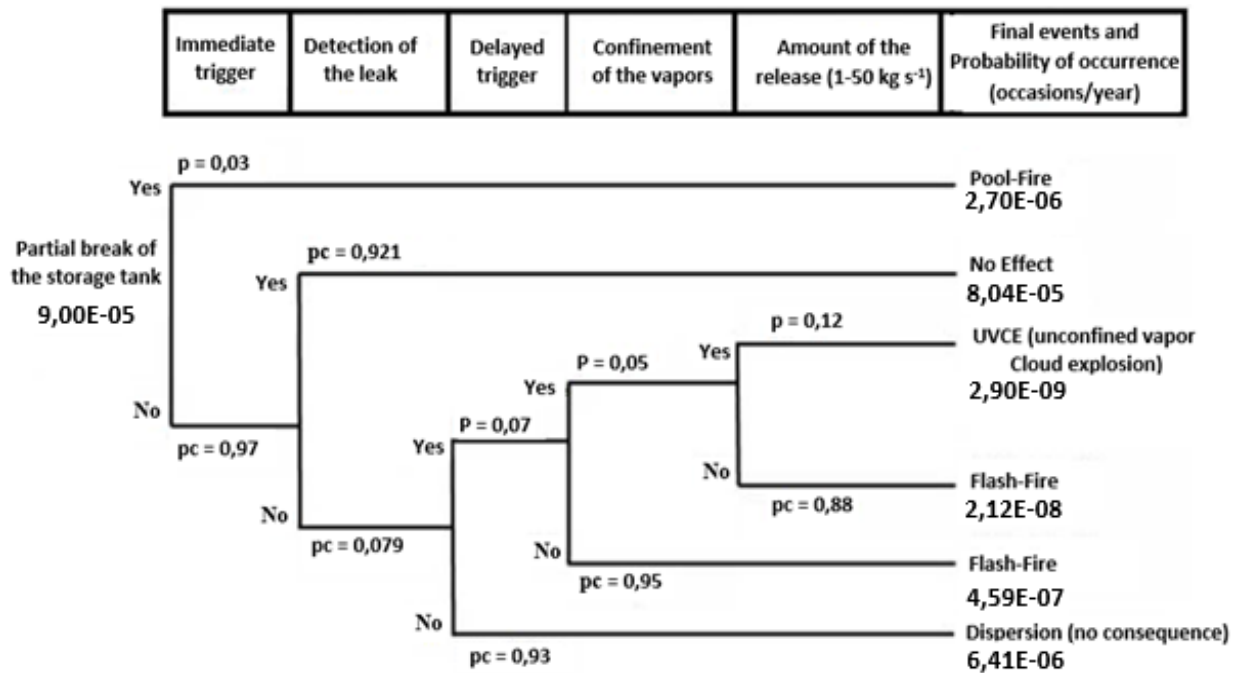 Immediate
trigger
Detection of
the leak
Delayed
trigger
Confinement
of the vapors
Amount of the
release (1-50 kg s⁻¹)
Final events and
Probability of occurrence
(occasions/year)
p = 0,03
Yes
Pool-Fire
2,70E-06
Partial break of
the storage tank
9,00E-05
pc = 0,921
Yes
No Effect
8,04E-05
p = 0,12
Yes
UVCE (unconfined vapor
Cloud explosion)
2,90E-09
P = 0,05
Yes
No
pc = 0,97
P = 0,07
Yes
No
pc = 0,88
Flash-Fire
2,12E-08
No
pc = 0,079
No
pc = 0,95
Flash-Fire
4,59E-07
No
pc = 0,93
Dispersion (no consequence)
6,41E-06